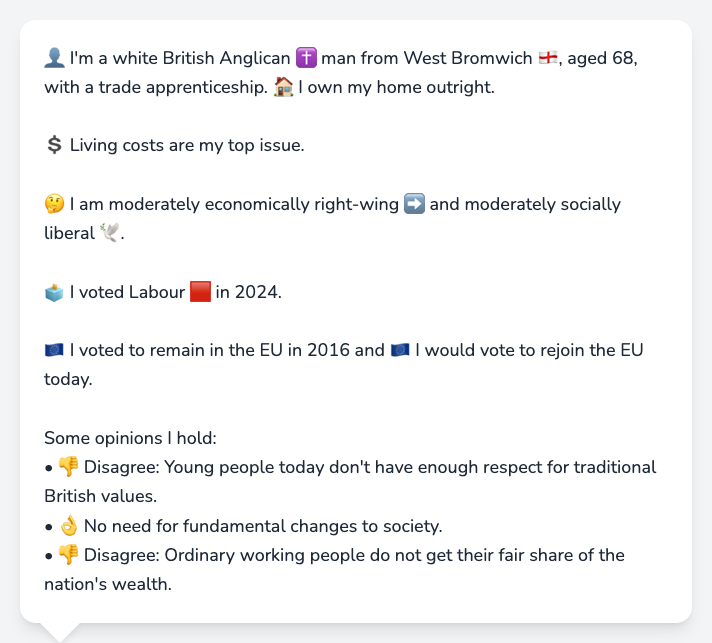 👤 I'm a white British Anglican ✝️ man from West Bromwich 🏴󠁧󠁢󠁥󠁮󠁧󠁿, aged 68,
with a trade apprenticeship. 🏠 I own my home outright.
💲 Living costs are my top issue.
🤔 I am moderately economically right-wing ➡️ and moderately socially
liberal 🕊️.
🗳️ I voted Labour 🟥 in 2024.
🇪🇺 I voted to remain in the EU in 2016 and 🇪🇺 I would vote to rejoin the EU
today.
Some opinions I hold:
• 👎 Disagree: Young people today don't have enough respect for traditional
British values.
• 👌 No need for fundamental changes to society.
• 👎 Disagree: Ordinary working people do not get their fair share of the
nation's wealth.